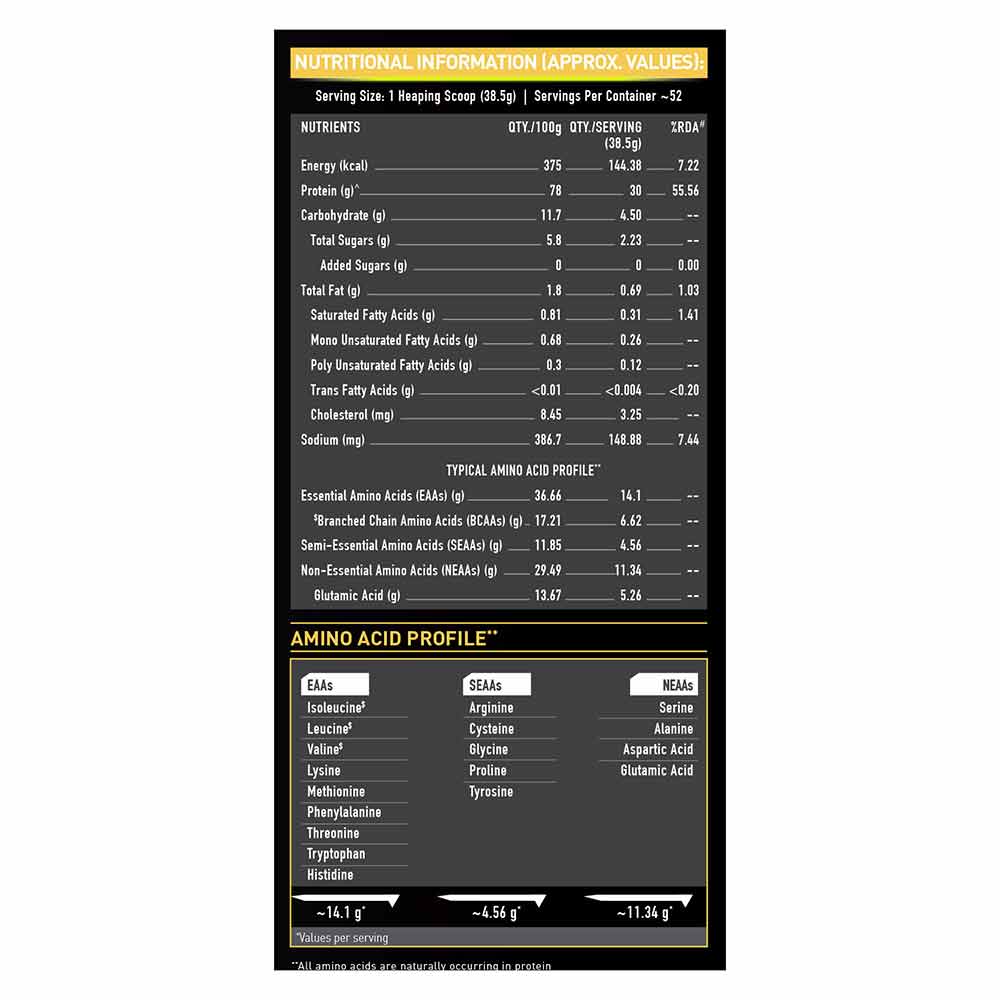 NUTRITIONAL INFORMATION (APPROX. VALUES):
Serving Size: 1 Heaping Scoop (38.5g) | Servings Per Container ~52
NUTRIENTS QTY./100g QTY./SERVING (38.5g) %RDA#
Energy (kcal) 375 144.38 7.22
Protein (g)^ 78 30 55.56
Carbohydrate (g) 11.7 4.50 --
Total Sugars (g) 5.8 2.23 --
Added Sugars (g) 0 0 0.00
Total Fat (g) 1.8 0.69 1.03
Saturated Fatty Acids (g) 0.81 0.31 1.41
Mono Unsaturated Fatty Acids (g) 0.68 0.26 --
Poly Unsaturated Fatty Acids (g) 0.3 0.12 --
Trans Fatty Acids (g) <0.01 <0.004 <0.20
Cholesterol (mg) 8.45 3.25 --
Sodium (mg) 386.7 148.88 7.44
TYPICAL AMINO ACID PROFILE**
Essential Amino Acids (EAAs) (g) 36.66 14.1 --
$Branched Chain Amino Acids (BCAAs) (g) 17.21 6.62 --
Semi-Essential Amino Acids (SEAAs) (g) 11.85 4.56 --
Non-Essential Amino Acids (NEAAs) (g) 29.49 11.34 --
Glutamic Acid (g) 13.67 5.26 --
AMINO ACID PROFILE**
EAAs SEAAs NEAAs
Isoleucine$ Arginine Serine
Leucine$ Cysteine Alanine
Valine$ Glycine Aspartic Acid
Lysine Proline Glutamic Acid
Methionine Tyrosine
Phenylalanine
Threonine
Tryptophan
Histidine
~14.1 g* ~4.56 g* ~11.34 g*
*Values per serving
**All amino acids are naturally occurring in protein